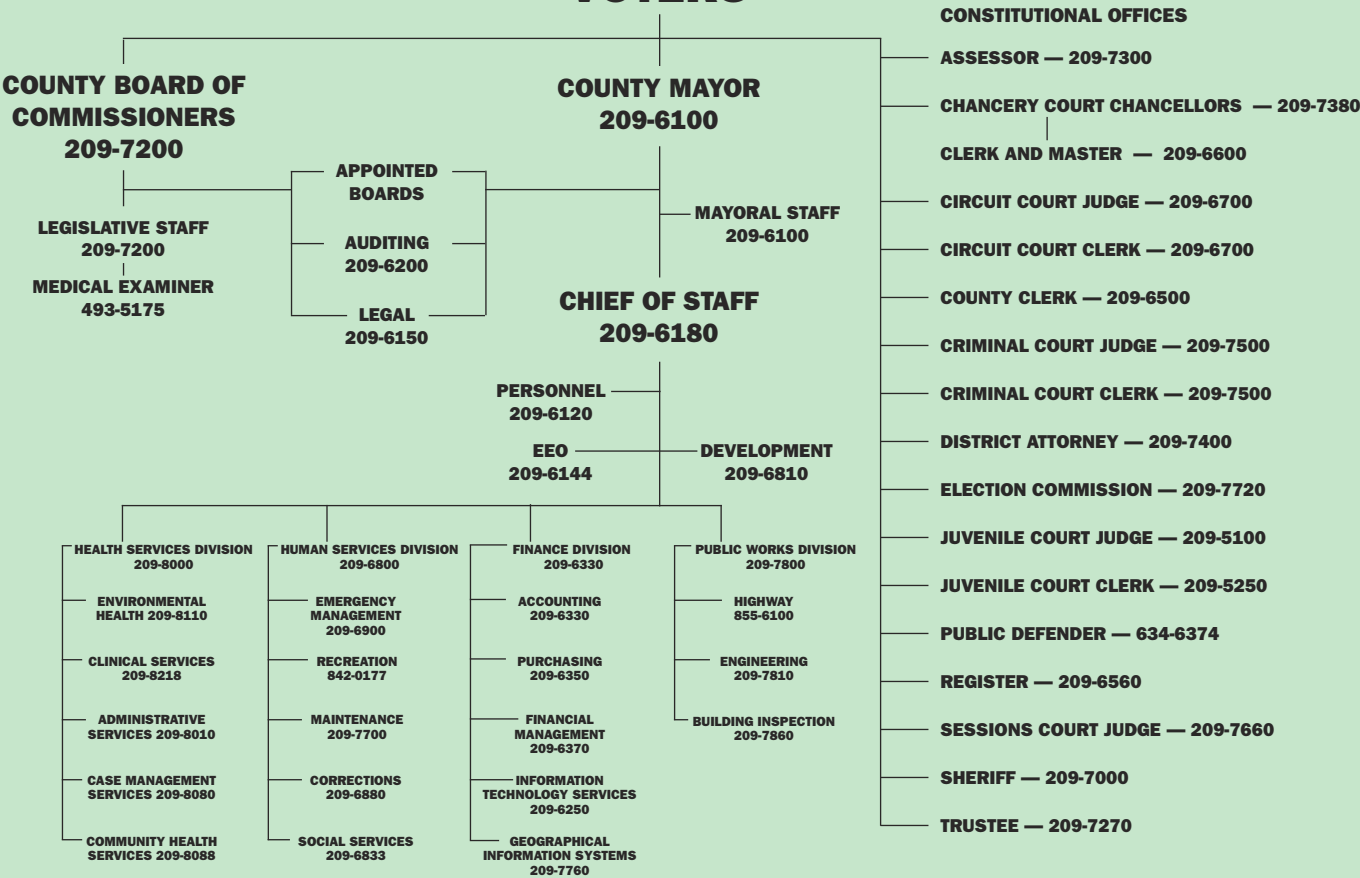 VOTERS
COUNTY BOARD OF
COMMISSIONERS
209-7200
LEGISLATIVE STAFF
209-7200
MEDICAL EXAMINER
493-5175
APPOINTED
BOARDS
AUDITING
209-6200
LEGAL
209-6150
COUNTY MAYOR
209-6100
MAYORAL STAFF
209-6100
CHIEF OF STAFF
209-6180
PERSONNEL
209-6120
EEO
209-6144
DEVELOPMENT
209-6810
HEALTH SERVICES DIVISION
209-8000
ENVIRONMENTAL
HEALTH 209-8110
CLINICAL SERVICES
209-8218
ADMINISTRATIVE
SERVICES 209-8010
CASE MANAGEMENT
SERVICES 209-8080
COMMUNITY HEALTH
SERVICES 209-8088
HUMAN SERVICES DIVISION
209-6800
EMERGENCY
MANAGEMENT
209-6900
RECREATION
842-0177
MAINTENANCE
209-7700
CORRECTIONS
209-6880
SOCIAL SERVICES
209-6833
FINANCE DIVISION
209-6330
ACCOUNTING
209-6330
PURCHASING
209-6350
FINANCIAL
MANAGEMENT
209-6370
INFORMATION
TECHNOLOGY SERVICES
209-6250
GEOGRAPHICAL
INFORMATION SYSTEMS
209-7760
PUBLIC WORKS DIVISION
209-7800
HIGHWAY
855-6100
ENGINEERING
209-7810
BUILDING INSPECTION
209-7860
CONSTITUTIONAL OFFICES
ASSESSOR — 209-7300
CHANCERY COURT CHANCELLORS — 209-7380
CLERK AND MASTER — 209-6600
CIRCUIT COURT JUDGE — 209-6700
CIRCUIT COURT CLERK — 209-6700
COUNTY CLERK — 209-6500
CRIMINAL COURT JUDGE — 209-7500
CRIMINAL COURT CLERK — 209-7500
DISTRICT ATTORNEY — 209-7400
ELECTION COMMISSION — 209-7720
JUVENILE COURT JUDGE — 209-5100
JUVENILE COURT CLERK — 209-5250
PUBLIC DEFENDER — 634-6374
REGISTER — 209-6560
SESSIONS COURT JUDGE — 209-7660
SHERIFF — 209-7000
TRUSTEE — 209-7270